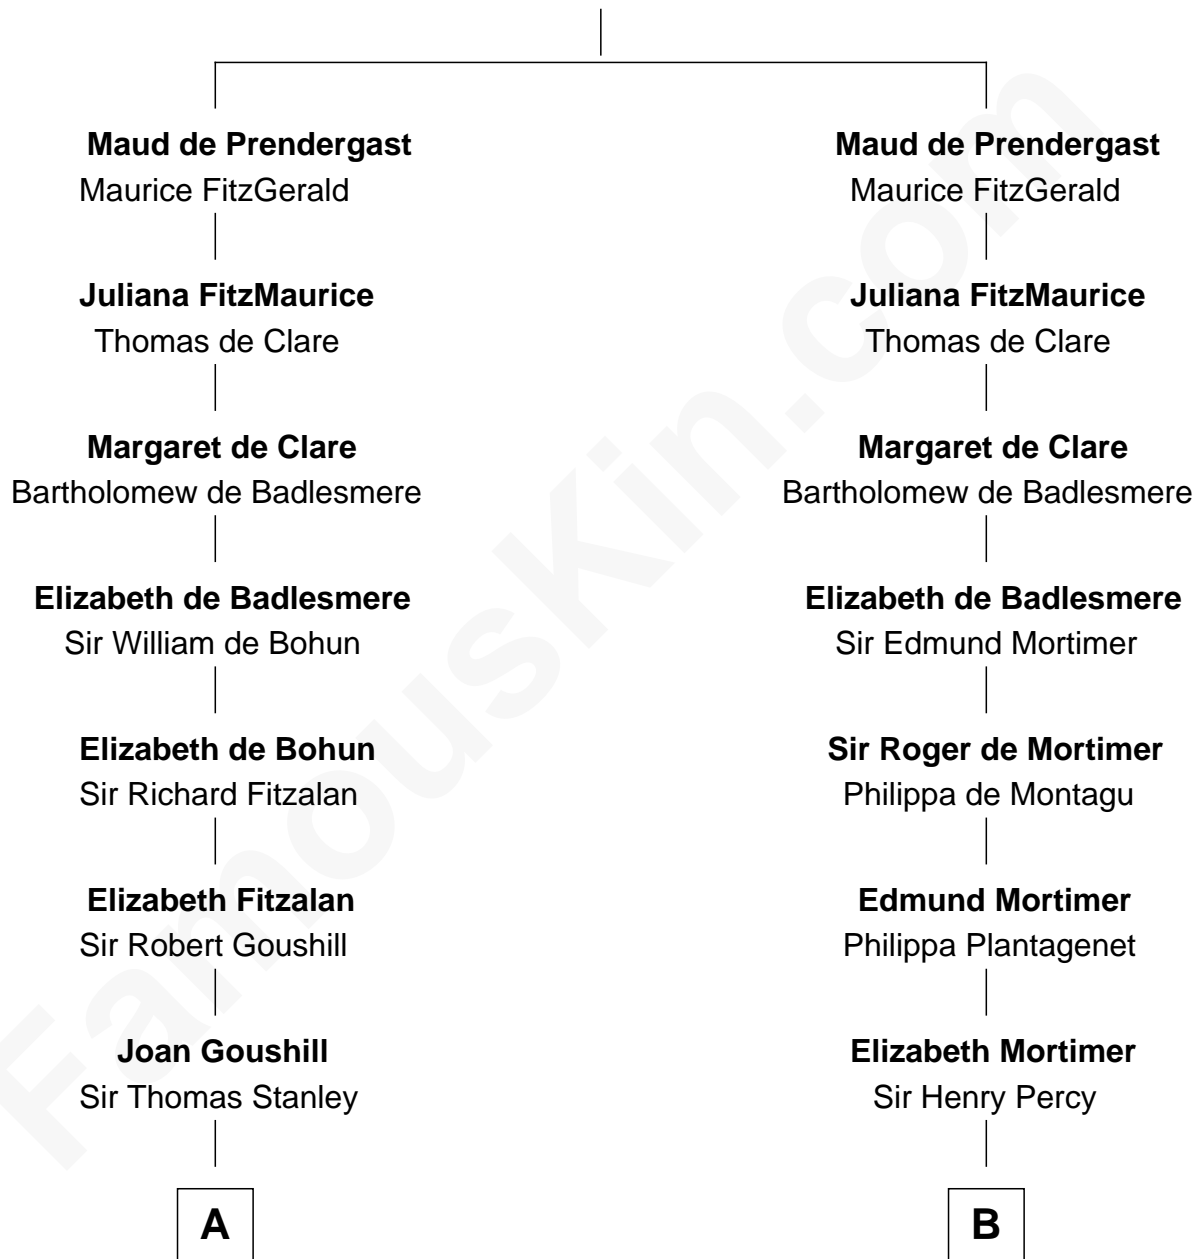 Maud de Prendergast
Maurice FitzGerald
Juliana FitzMaurice
Thomas de Clare
Margaret de Clare
Bartholomew de Badlesmere
Elizabeth de Badlesmere
Sir William de Bohun
Elizabeth de Bohun
Sir Richard Fitzalan
Elizabeth Fitzalan
Sir Robert Goushill
Joan Goushill
Sir Thomas Stanley
A
Maud de Prendergast
Maurice FitzGerald
Juliana FitzMaurice
Thomas de Clare
Margaret de Clare
Bartholomew de Badlesmere
Elizabeth de Badlesmere
Sir Edmund Mortimer
Sir Roger de Mortimer
Philippa de Montagu
Edmund Mortimer
Philippa Plantagenet
Elizabeth Mortimer
Sir Henry Percy
B
FamousKin.com